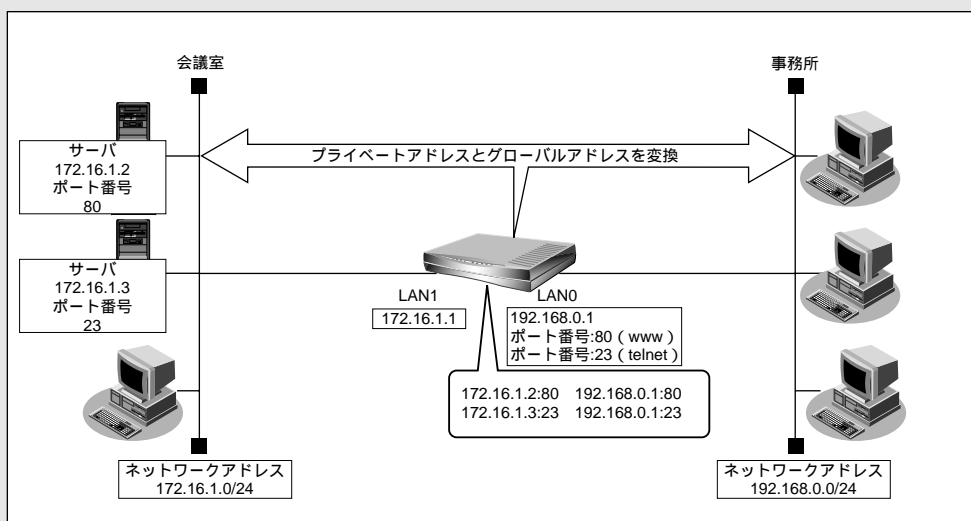 会議室
事務所
プライベートアドレスとグローバルアドレスを変換
サーバ
172.16.1.2
ポート番号
80
サーバ
172.16.1.3
ポート番号
23
LAN1
172.16.1.1
LAN0
192.168.0.1
ポート番号:80(www)
ポート番号:23(telnet)
172.16.1.2:80 192.168.0.1:80
172.16.1.3:23 192.168.0.1:23
ネットワークアドレス
172.16.1.0/24
ネットワークアドレス
192.168.0.0/24